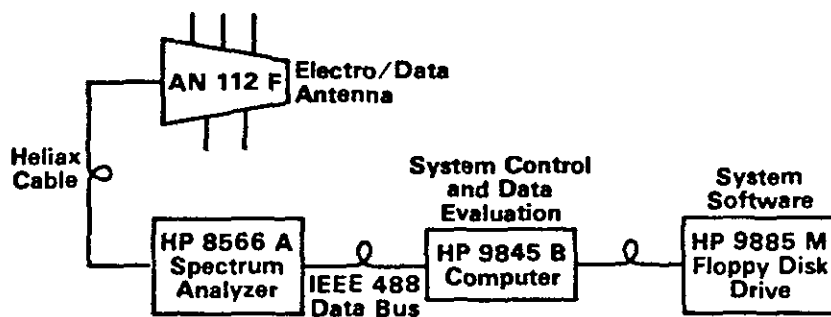 AN 112 F
Electro/Data
Antenna
Heliax
Cable
HP 8566 A
Spectrum
Analyzer
IEEE 488
Data Bus
System Control
and Data
Evaluation
HP 9845 B
Computer
System
Software
HP 9885 M
Floppy Disk
Drive